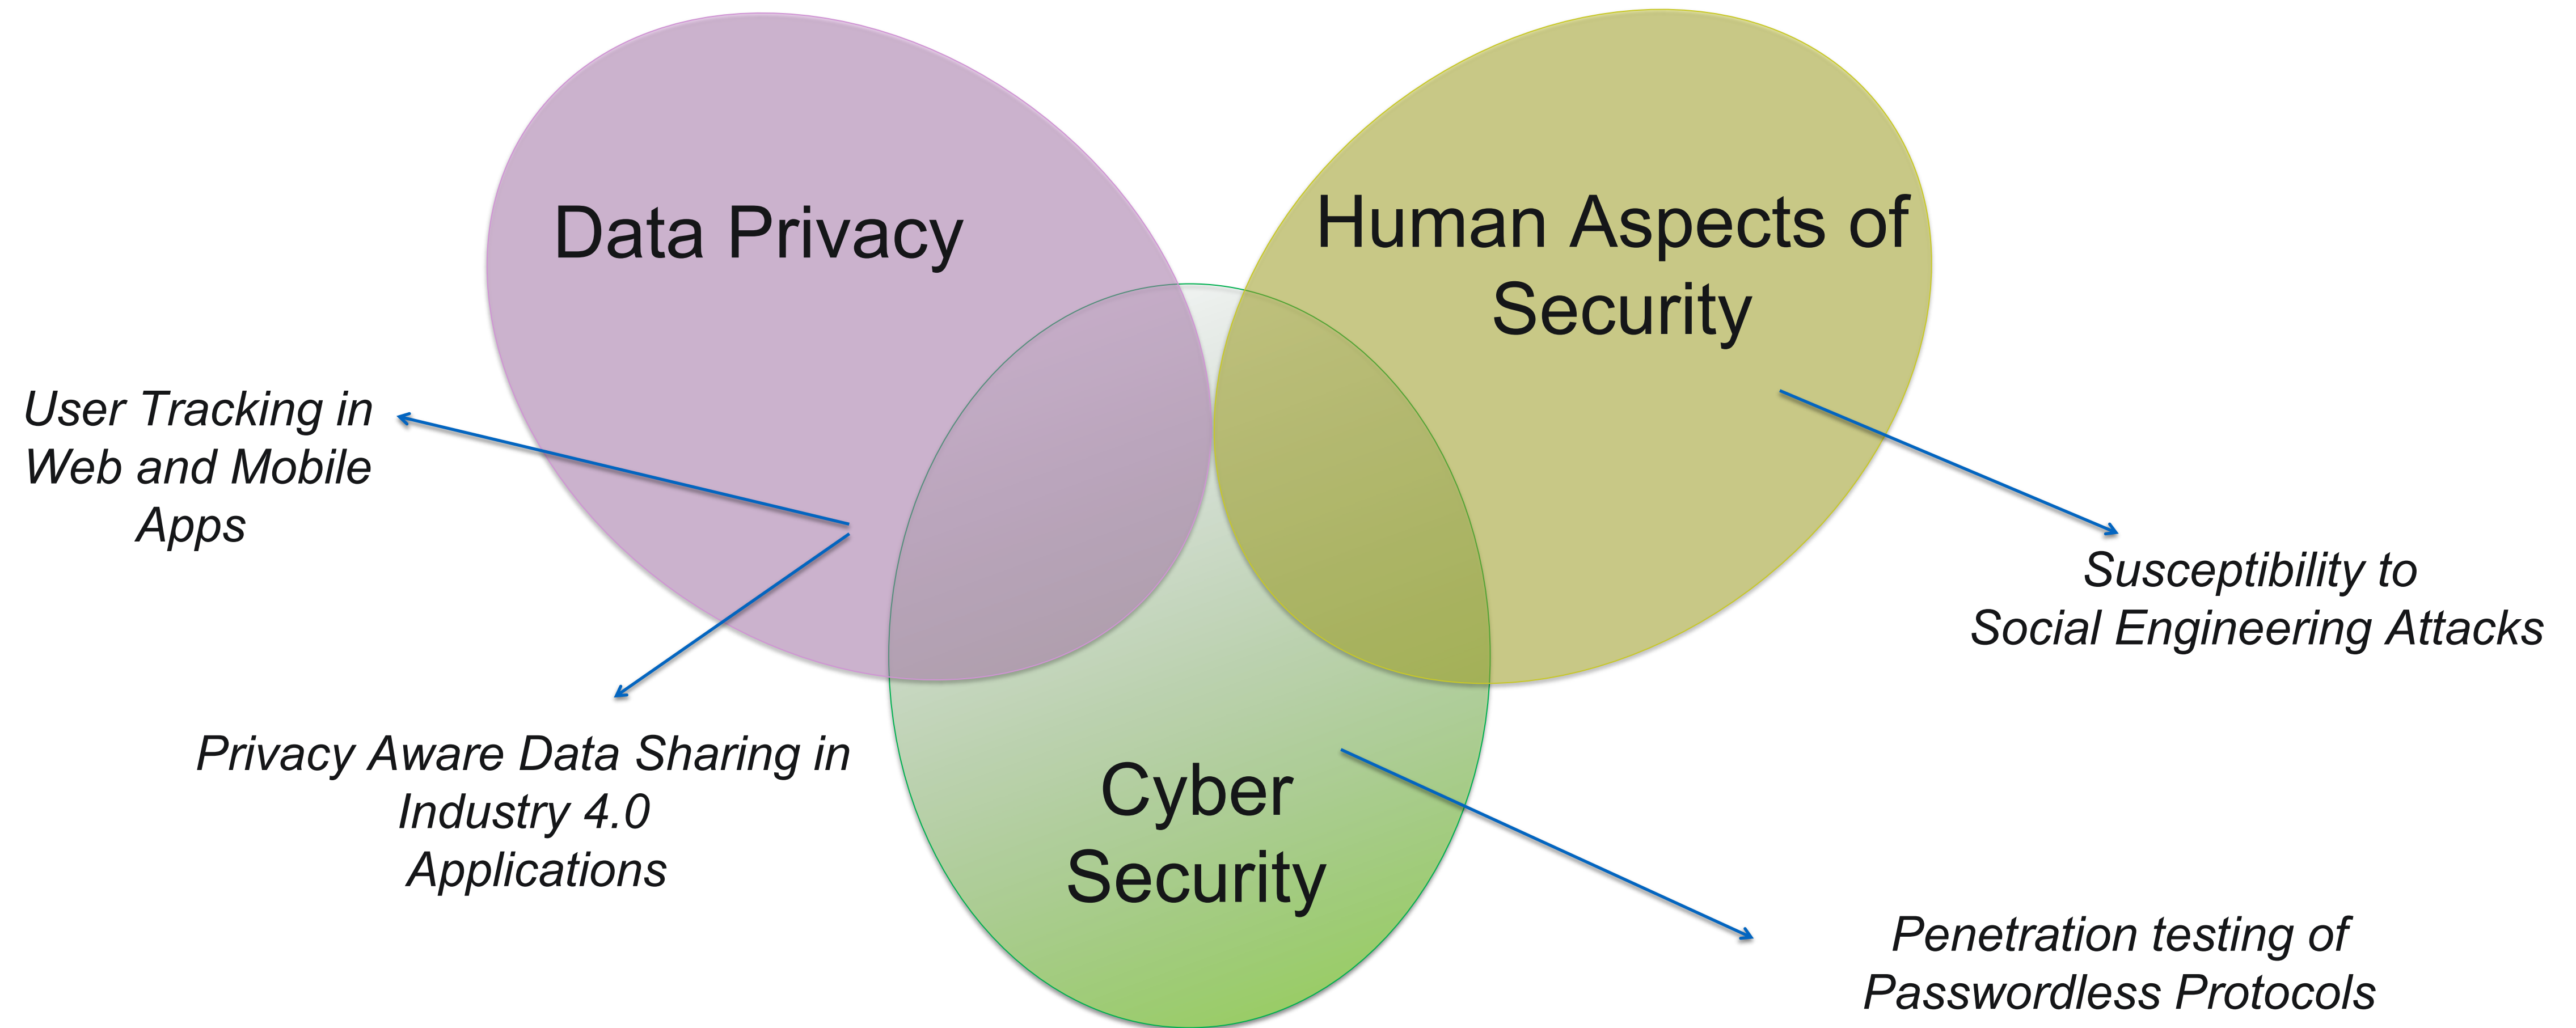 Data Privacy
Human Aspects of
Security
User Tracking in
Web and Mobile
Apps
Susceptibility to
Social Engineering Attacks
Privacy Aware Data Sharing in
Industry 4.0
Applications
Cyber
Security
Penetration testing of
Passwordless Protocols